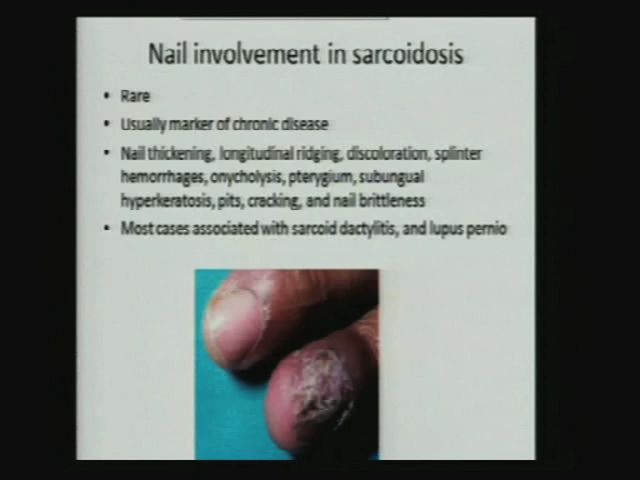 Nail involvement in sarcoidosis
• Rare
• Usually marker of chronic disease
• Nail thickening, longitudinal ridging, discoloration, splinter
hemorrhages, onycholysis, pterygium, subungual
hyperkeratosis, pits, cracking, and nail brittleness
• Most cases associated with sarcoid dactylitis, and lupus pernio